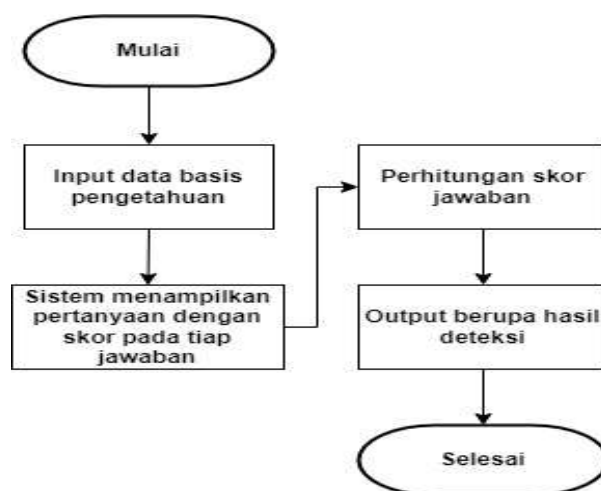 Mulai
Input data basis
pengetahuan
Sistem menampilkan
pertanyaan dengan
skor pada tiap
jawaban
Perhitungan skor
jawaban
Output berupa hasil
deteksi
Selesai